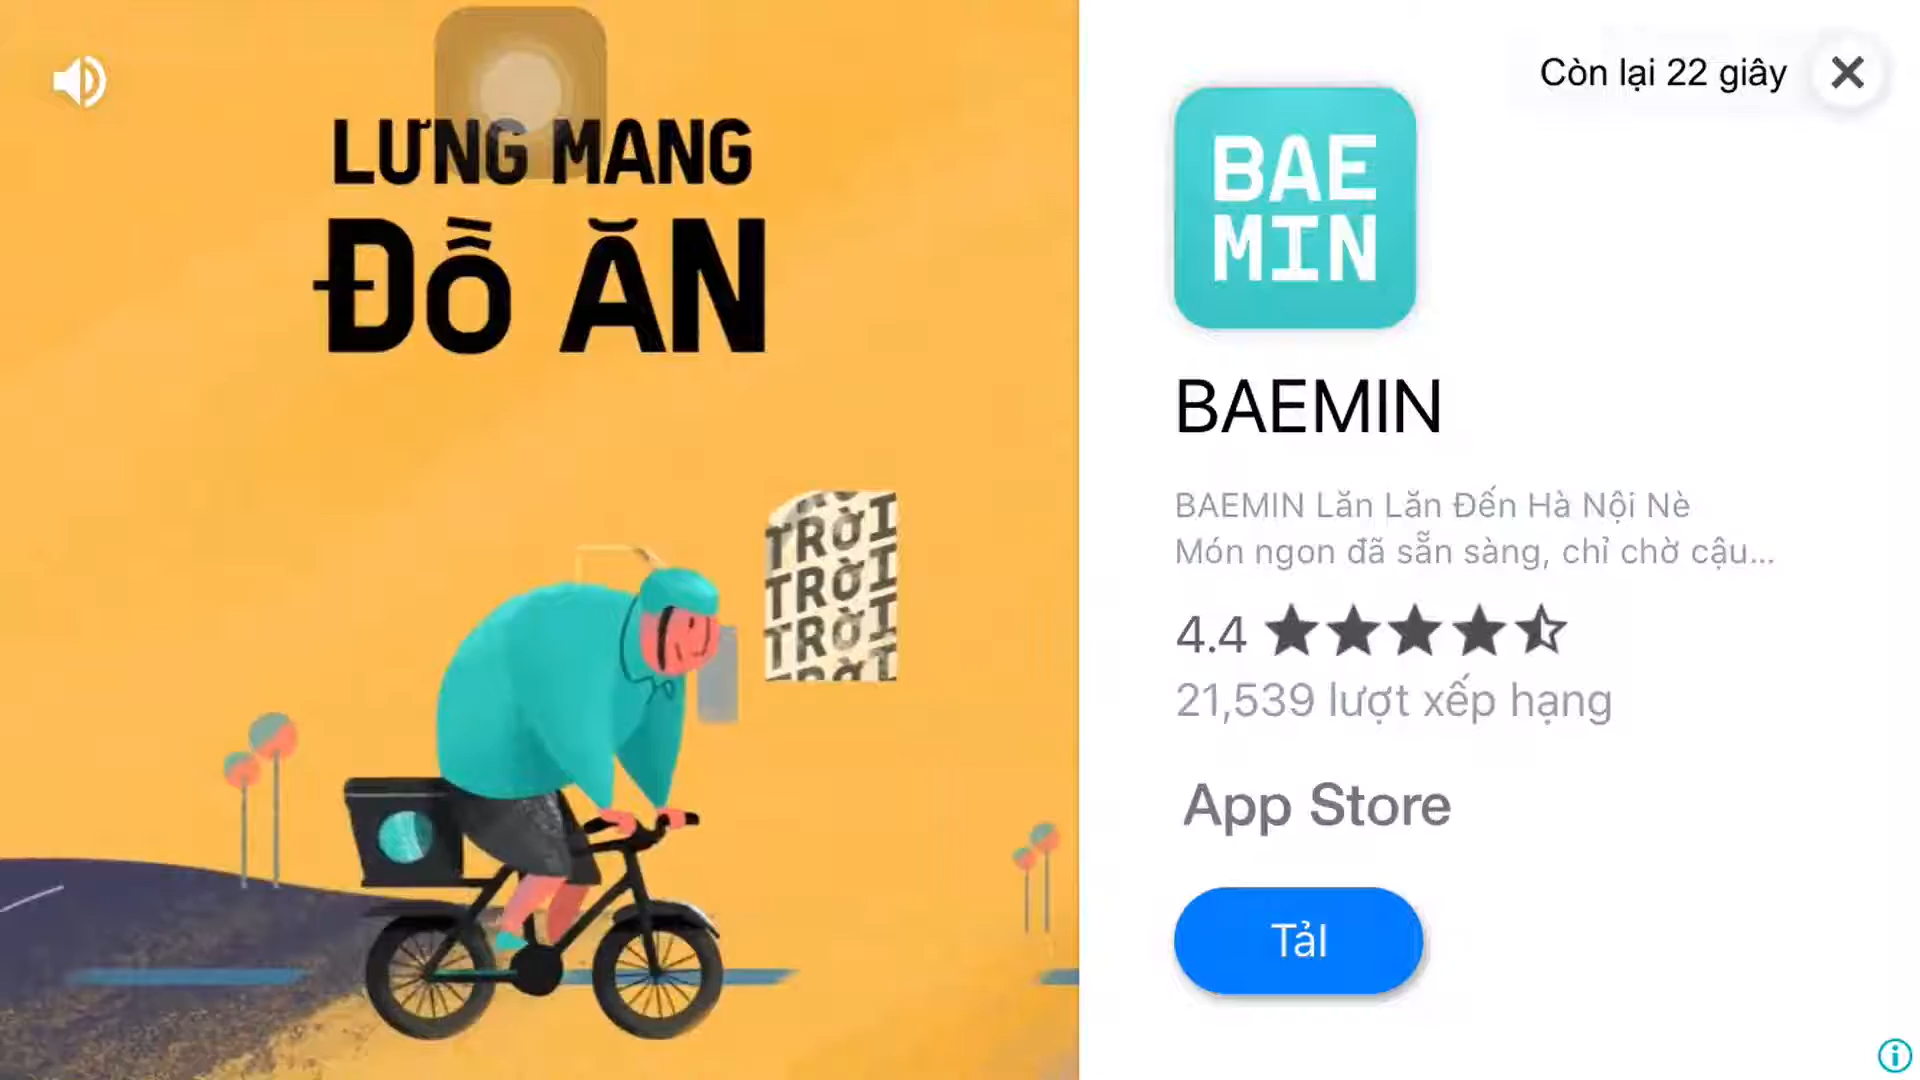 LƯNG MANG
ĐỒ ĂN
TRỜI
TRỜI
TRỜI
TRỜI
Còn lại 22 giây
BAE
MIN
BAEMIN
BAEMIN Lăn Lăn Đến Hà Nội Nè
Món ngon đã sẵn sàng, chỉ chờ cậu...
4.4
21,539 lượt xếp hạng
App Store
Tải